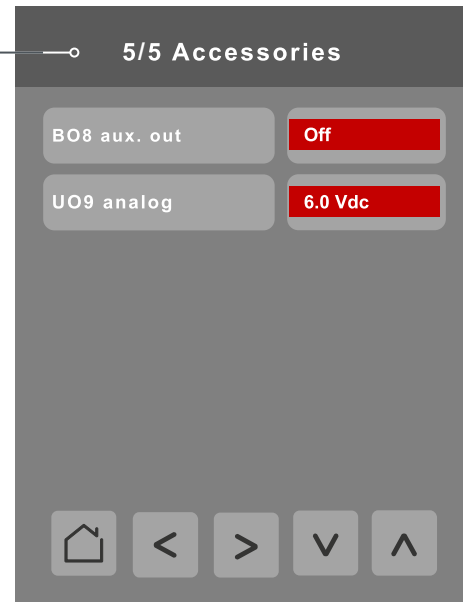 5/5 Accessories
BO8 aux. out
Off
UO9 analog
6.0 Vdc